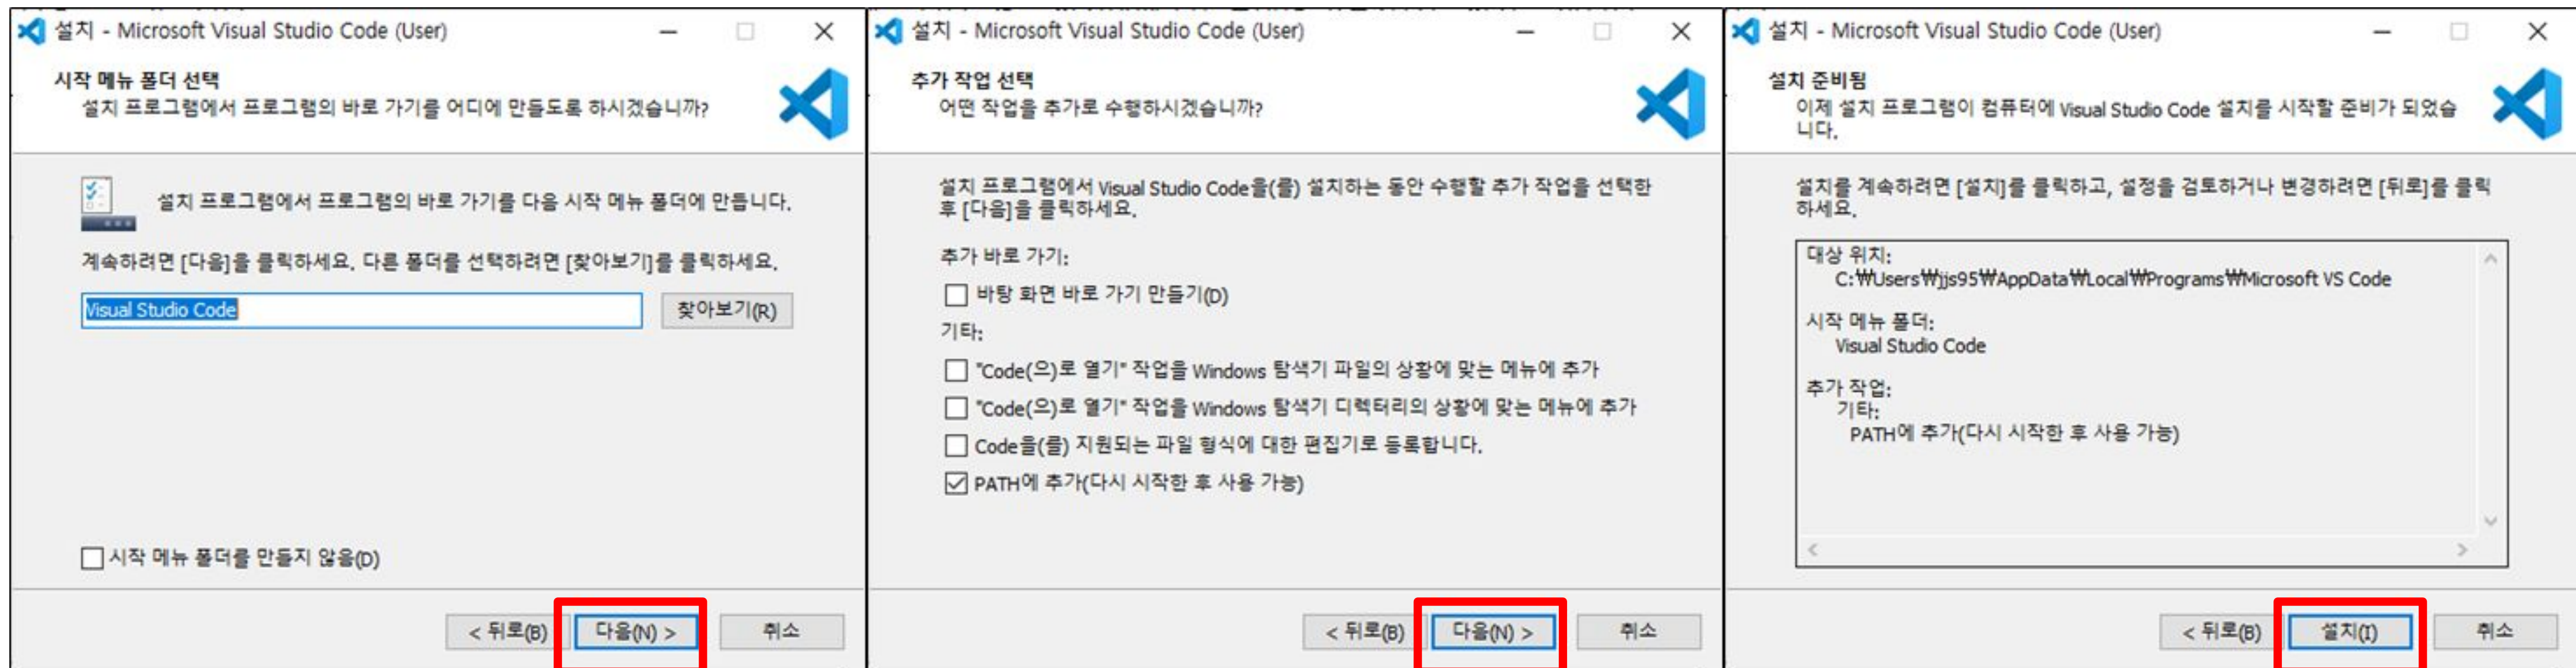 설치 - Microsoft Visual Studio Code (User)
시작 메뉴 폴더 선택
설치 프로그램에서 프로그램의 바로 가기를 어디에 만들도록 하시겠습니까?
설치 프로그램에서 프로그램의 바로 가기를 다음 시작 메뉴 폴더에 만듭니다.
계속하려면 [다음]을 클릭하세요. 다른 폴더를 선택하려면 [찾아보기]를 클릭하세요.
Visual Studio Code
찾아보기(R)
시작 메뉴 폴더를 만들지 않음(D)
< 뒤로(B)
다음(N) >
취소
설치 - Microsoft Visual Studio Code (User)
추가 작업 선택
어떤 작업을 추가로 수행하시겠습니까?
설치 프로그램에서 Visual Studio Code을(를) 설치하는 동안 수행할 추가 작업을 선택한
후 [다음]을 클릭하세요.
추가 바로 가기:
바탕 화면 바로 가기 만들기(D)
기타:
"Code(으)로 열기" 작업을 Windows 탐색기 파일의 상황에 맞는 메뉴에 추가
"Code(으)로 열기" 작업을 Windows 탐색기 디렉터리의 상황에 맞는 메뉴에 추가
Code을(를) 지원되는 파일 형식에 대한 편집기로 등록합니다.
PATH에 추가(다시 시작한 후 사용 가능)
< 뒤로(B)
다음(N) >
취소
설치 - Microsoft Visual Studio Code (User)
설치 준비됨
이제 설치 프로그램이 컴퓨터에 Visual Studio Code 설치를 시작할 준비가 되었습
니다.
설치를 계속하려면 [설치]를 클릭하고, 설정을 검토하거나 변경하려면 [뒤로]를 클릭
하세요.
대상 위치:
C:₩Users₩jjs95₩AppData₩Local₩Programs₩Microsoft VS Code
시작 메뉴 폴더:
Visual Studio Code
추가 작업:
기타:
PATH에 추가(다시 시작한 후 사용 가능)
< 뒤로(B)
설치(I)
취소